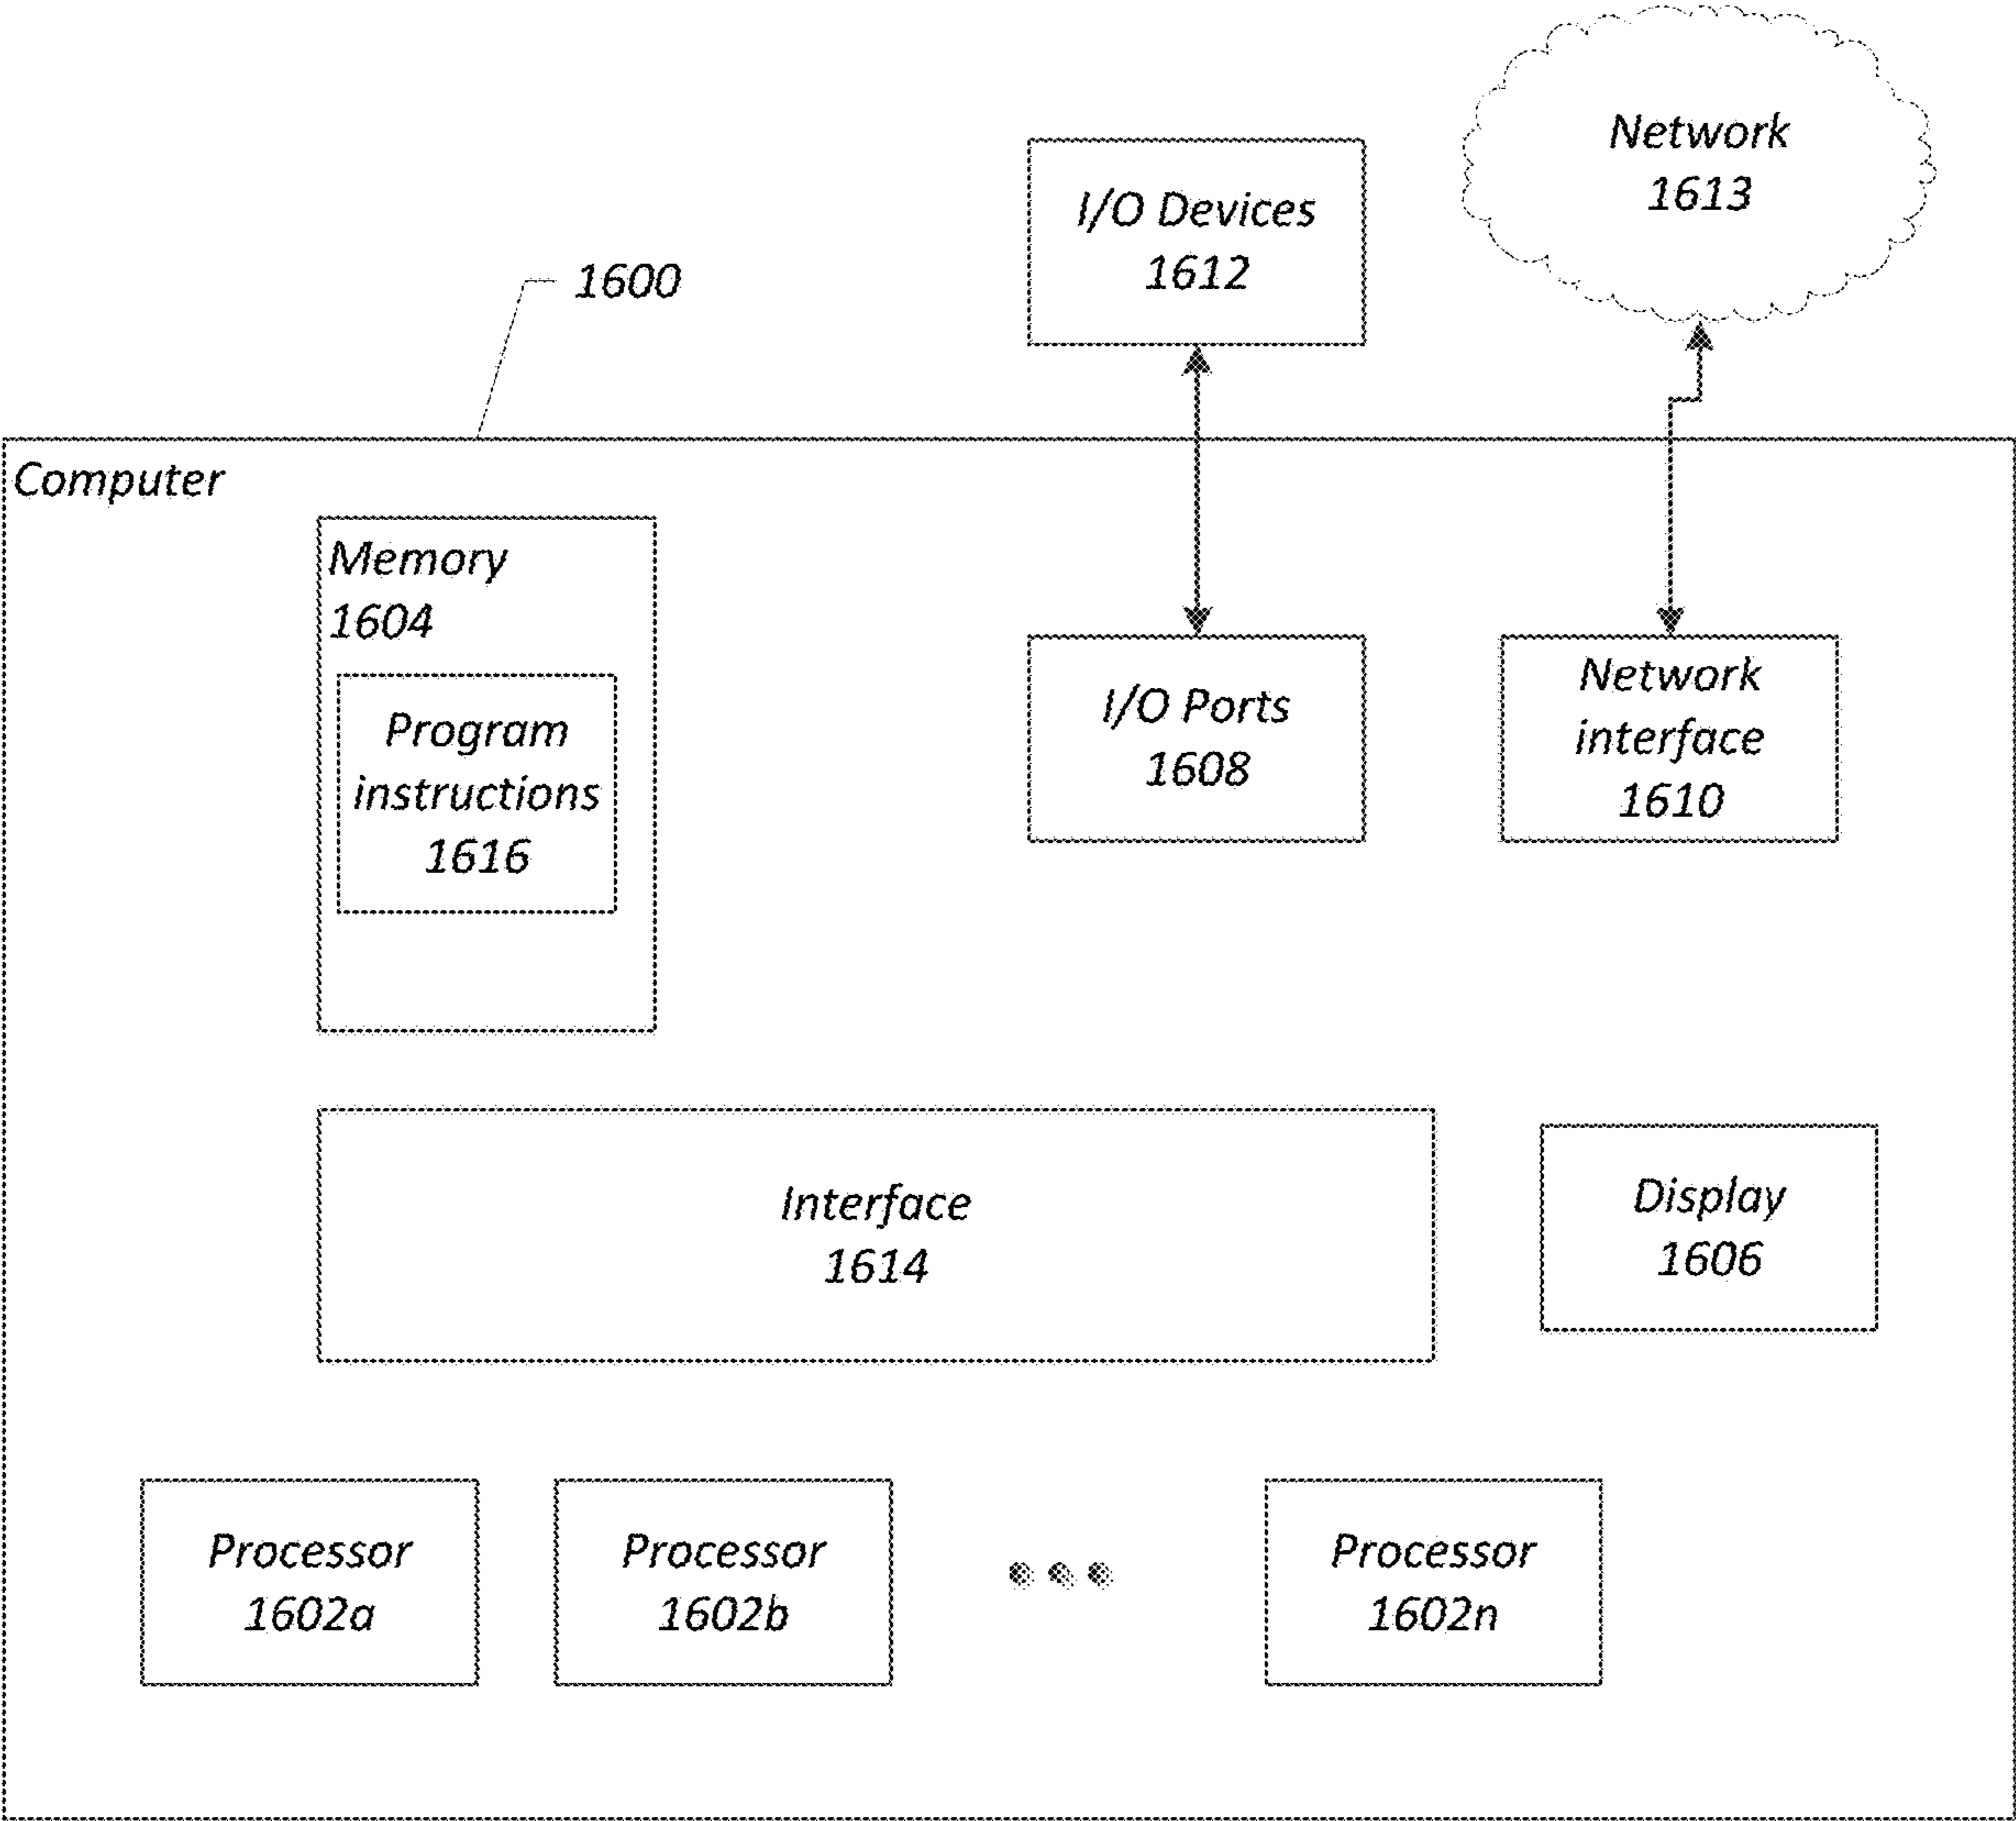 Network
1613
I/O Devices
1612
1600
Computer
Memory
1604
Program
instructions
1616
I/O Ports
1608
Network
interface
1610
Interface
1614
Display
1606
Processor
1602a
Processor
1602b
Processor
1602n